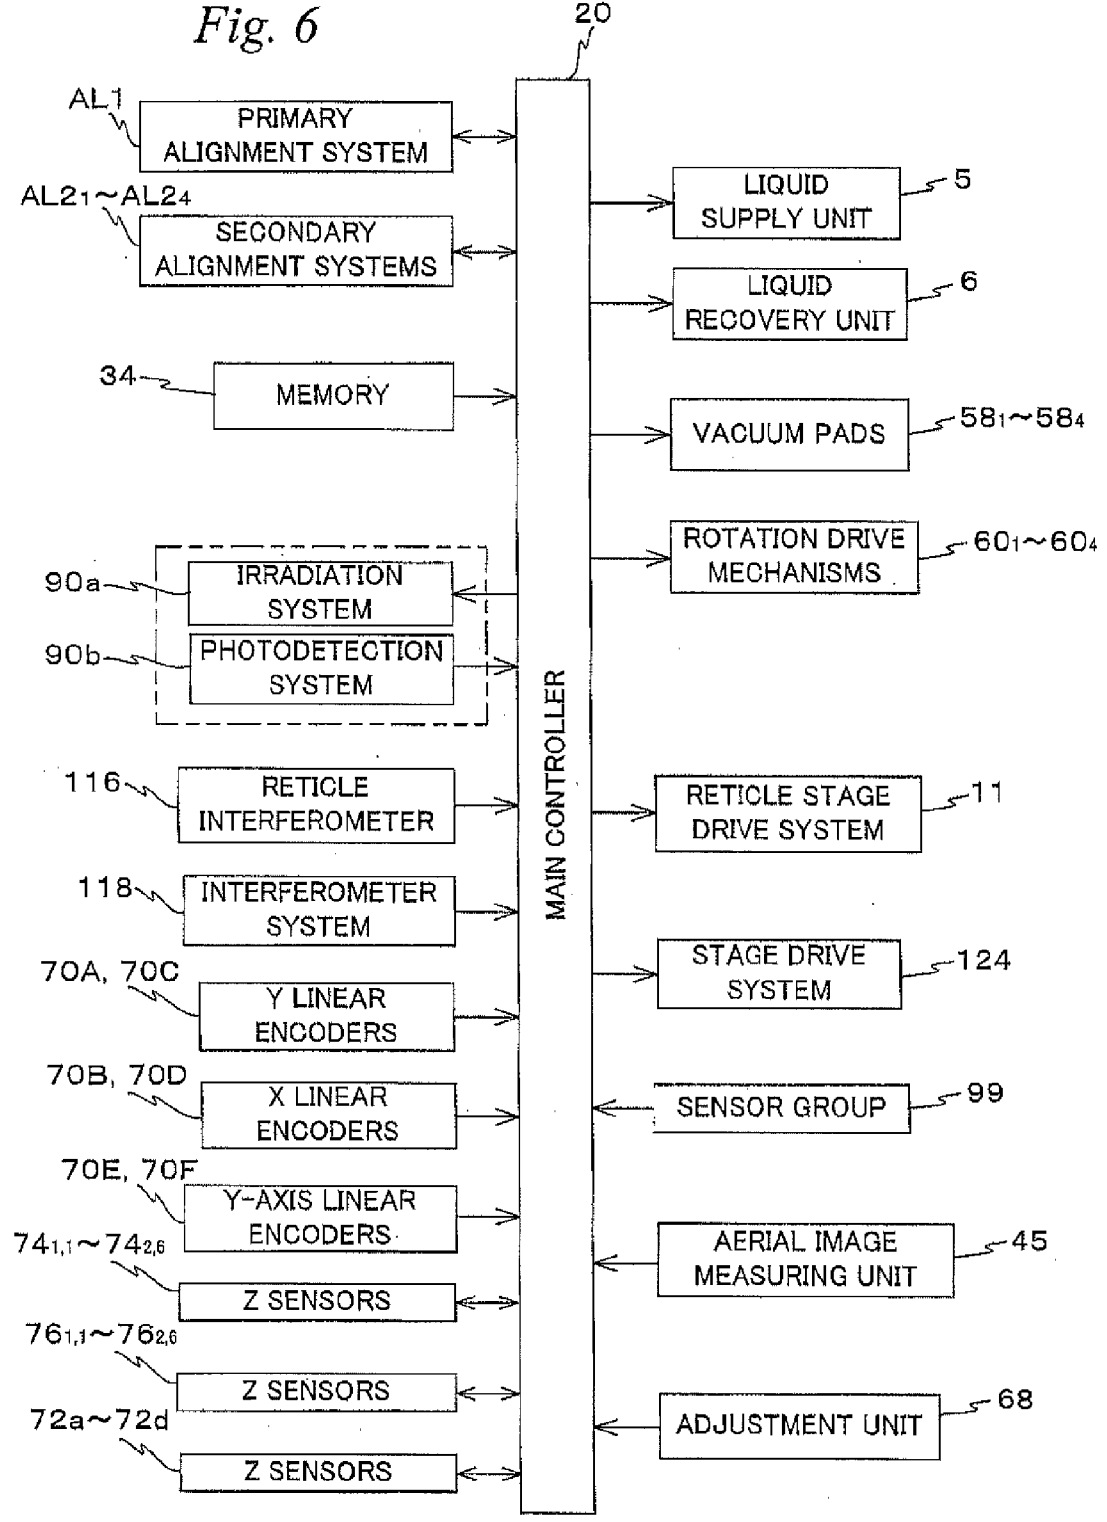 Fig. 6
20
AL1
PRIMARY
ALIGNMENT SYSTEM
AL2₁~AL2₄
SECONDARY
ALIGNMENT SYSTEMS
34
MEMORY
90a
IRRADIATION
SYSTEM
90b
PHOTODETECTION
SYSTEM
116
RETICLE
INTERFEROMETER
118
INTERFEROMETER
SYSTEM
70A, 70C
Y LINEAR
ENCODERS
70B, 70D
X LINEAR
ENCODERS
70E, 70F
Y-AXIS LINEAR
ENCODERS
74₁,₁~74₂,₆
Z SENSORS
76₁,₁~76₂,₆
Z SENSORS
72a~72d
Z SENSORS
MAIN CONTROLLER
LIQUID
SUPPLY UNIT
5
LIQUID
RECOVERY UNIT
6
VACUUM PADS
58₁~58₄
ROTATION DRIVE
MECHANISMS
60₁~60₄
RETICLE STAGE
DRIVE SYSTEM
11
STAGE DRIVE
SYSTEM
124
SENSOR GROUP
99
AERIAL IMAGE
MEASURING UNIT
45
ADJUSTMENT UNIT
68